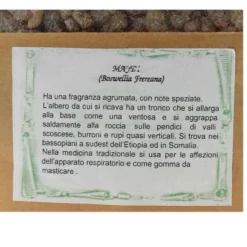 MAYEI
(Boswellia Frereana)
Ha una fragranza agrumata, con note speziate.
L'albero da cui si ricava ha un tronco che si allarga
alla base come una ventosa e si aggrappa
saldamente alla roccia sulle pendici di valli
scoscese, burroni e rupi quasi verticali. Si trova nei
bassopiani a sudest dell'Etiopia ed in Somalia.
Nella medicina tradizionale si usa per le affezioni
dell'apparato respiratorio e come gomma da
masticare .